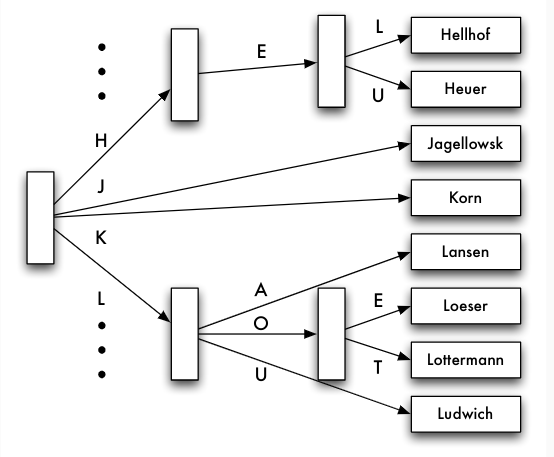 L
E
Hellhof
U
Heuer
H
J
Jagellowsk
K
Korn
L
A
Lansen
O
E
Loeser
T
Lottermann
U
Ludwich